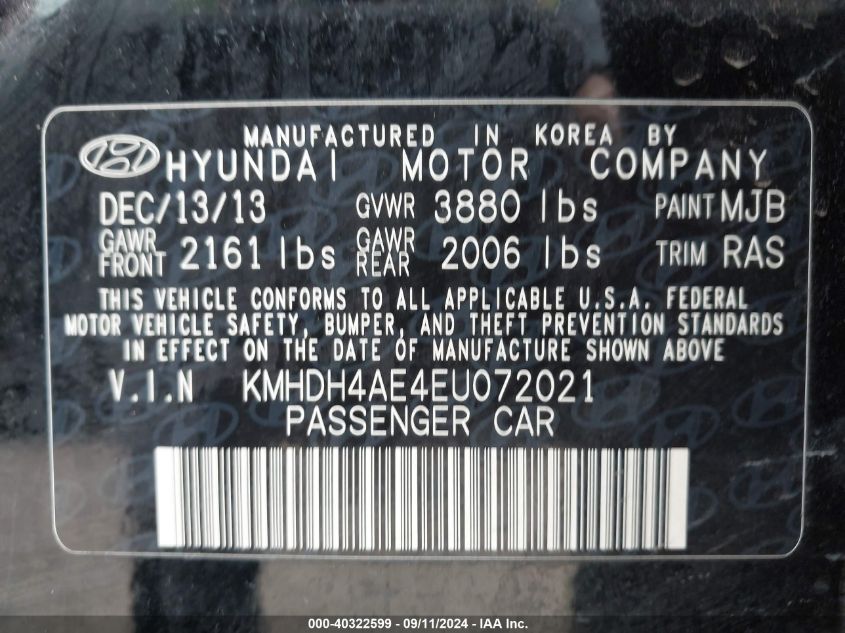 MANUFACTURED IN KOREA BY
HYUNDAI MOTOR COMPANY
DEC/13/13 GVWR 3880 lbs PAINT MJB
GAWR FRONT 2161 lbs GAWR REAR 2006 lbs TRIM RAS
THIS VEHICLE CONFORMS TO ALL APPLICABLE U.S.A. FEDERAL
MOTOR VEHICLE SAFETY, BUMPER, AND THEFT PREVENTION STANDARDS
IN EFFECT ON THE DATE OF MANUFACTURE SHOWN ABOVE
V.I.N KMHDH4AE4EU072021
PASSENGER CAR
000-40322599 - 09/11/2024 - IAA Inc.